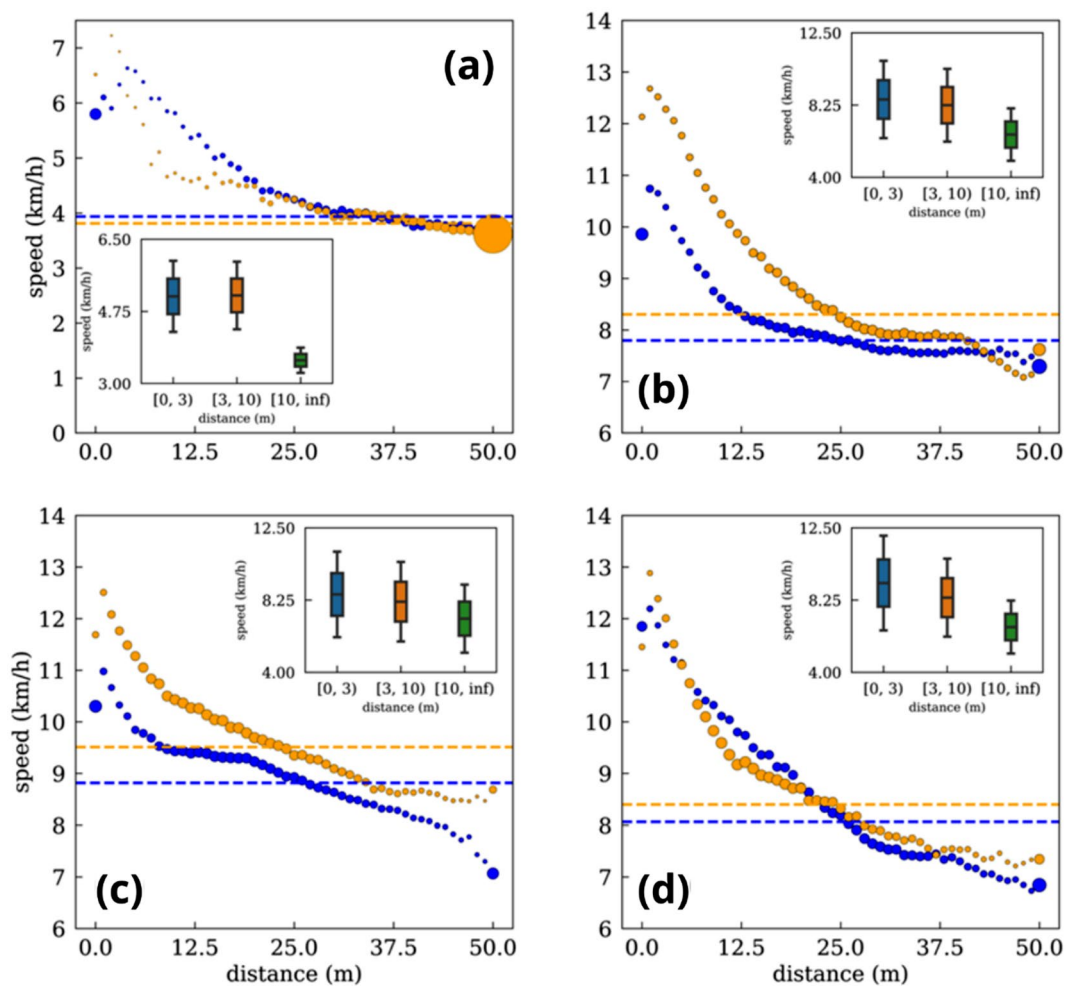 (a)
speed (km/h)
7
6
5
4
3
2
1
0
0.0 12.5 25.0 37.5 50.0
speed (km/h)
6.50
4.75
3.00
[0, 3) [3, 10) [10, inf)
distance (m)
(b)
14
13
12
11
10
9
8
7
6
0.0 12.5 25.0 37.5 50.0
speed (km/h)
12.50
8.25
4.00
[0, 3) [3, 10) [10, inf)
distance (m)
(c)
speed (km/h)
14
13
12
11
10
9
8
7
6
0.0 12.5 25.0 37.5 50.0
distance (m)
speed (km/h)
12.50
8.25
4.00
[0, 3) [3, 10) [10, inf)
distance (m)
(d)
14
13
12
11
10
9
8
7
6
0.0 12.5 25.0 37.5 50.0
distance (m)
speed (km/h)
12.50
8.25
4.00
[0, 3) [3, 10) [10, inf)
distance (m)